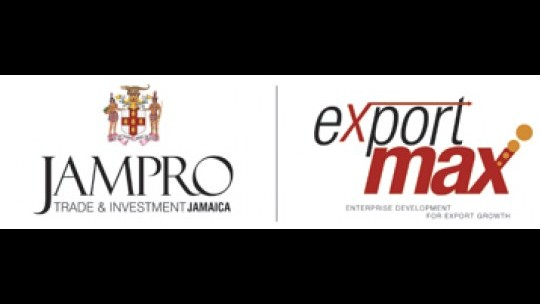 JAMPRO
TRADE & INVESTMENT JAMAICA
export
max
ENTERPRISE DEVELOPMENT
FOR EXPORT GROWTH